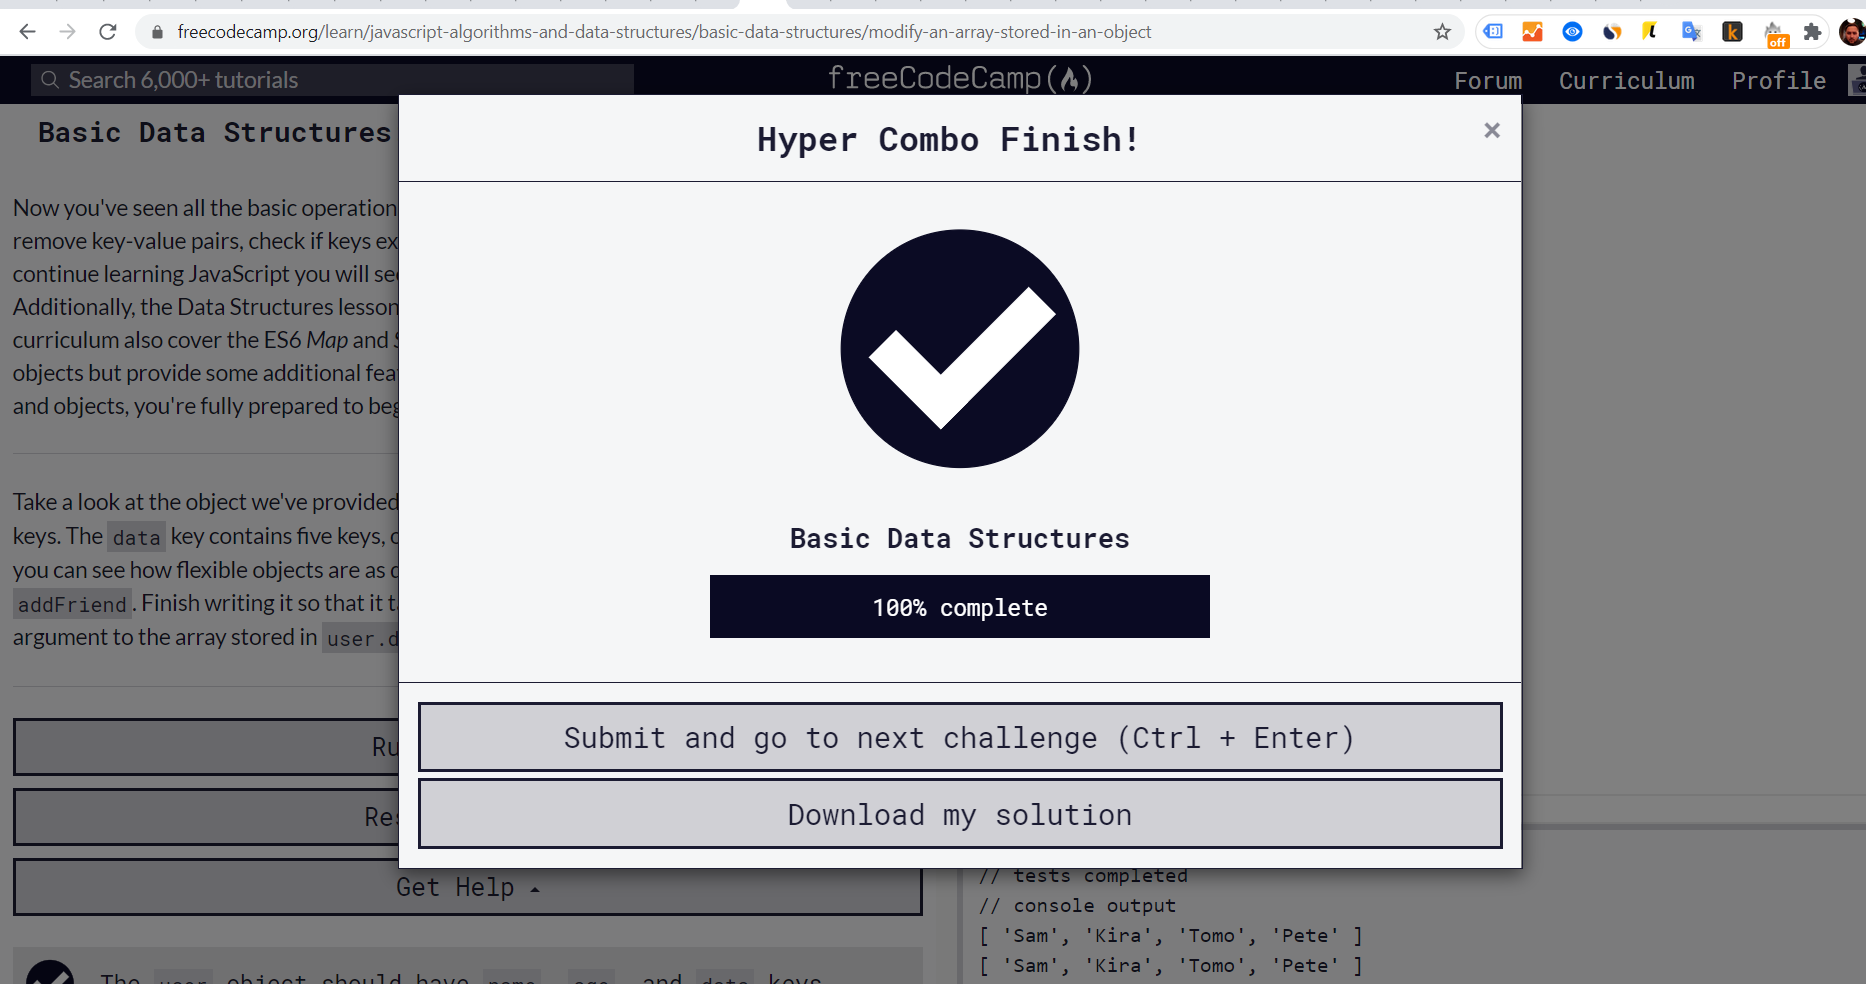 freecodecamp.org/learn/javascript-algorithms-and-data-structures/basic-data-structures/modify-an-array-stored-in-an-object
off
Search 6,000+ tutorials
freeCodeCamp
Forum
Curriculum
Profile
Basic Data Structures
Now you've seen all the basic operation
remove key-value pairs, check if keys ex
continue learning JavaScript you will see
Additionally, the Data Structures lesson
curriculum also cover the ES6 Map and S
objects but provide some additional fea
and objects, you're fully prepared to beg
Take a look at the object we've provided
keys. The data key contains five keys,
you can see how flexible objects are as
addFriend. Finish writing it so that it t
argument to the array stored in user.d
Ru
Res
Get Help
The user object should have name, age, and data keys
Hyper Combo Finish!
×
Basic Data Structures
100% complete
Submit and go to next challenge (Ctrl + Enter)
Download my solution
// tests completed
// console output
[ 'Sam', 'Kira', 'Tomo', 'Pete' ]
[ 'Sam', 'Kira', 'Tomo', 'Pete' ]